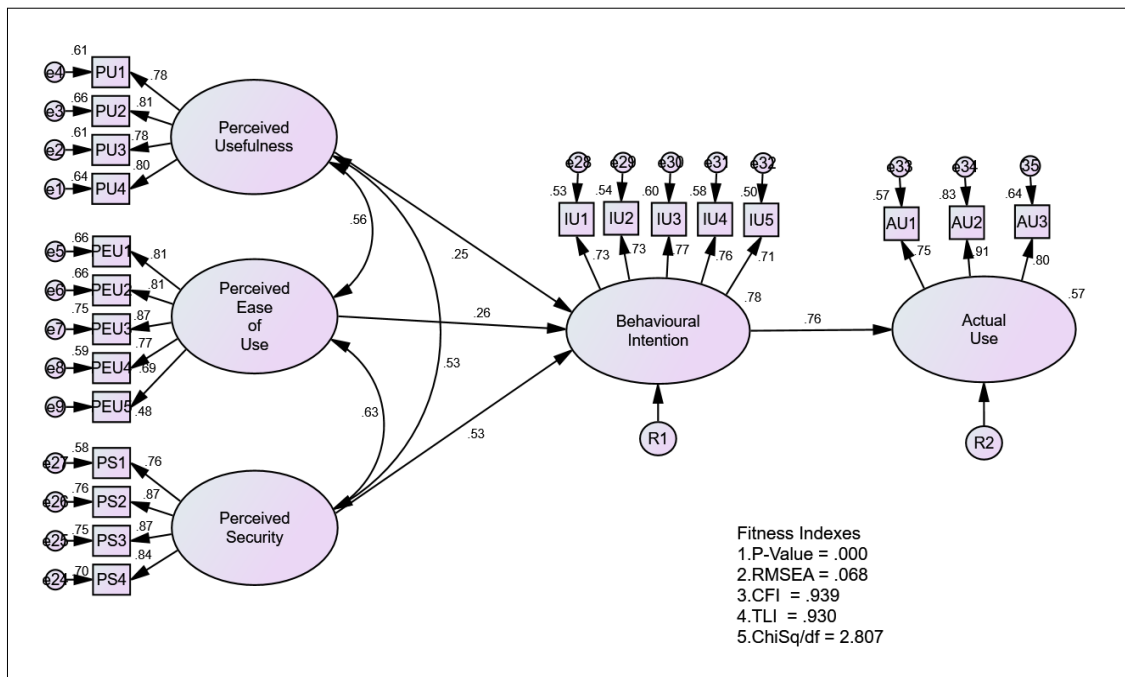 .61
e4 PU1 .78
.66
e3 PU2 .81
.61
e2 PU3 .78
.64
e1 PU4 .80
Perceived
Usefulness
.66
e5 PEU1 .81
.66
e6 PEU2 .81
.75
e7 PEU3 .87
.59
e8 PEU4 .77
.48
e9 PEU5 .69
Perceived
Ease
of
Use
.58
e27 PS1 .76
.76
e26 PS2 .87
.75
e25 PS3 .87
.70
e24 PS4 .84
Perceived
Security
.56
.53
.63
.25
.26
.53
e28 e29 e30 e31 e32
.53 .54 .60 .58 .50
IU1 IU2 IU3 IU4 IU5
.73 .73 .77 .76 .71
.78
Behavioural
Intention
R1
.76
e33 e34 35
.57 .83 .64
AU1 AU2 AU3
.75 .91 .80
.57
Actual
Use
R2
Fitness Indexes
1.P-Value = .000
2.RMSEA = .068
3.CFI = .939
4.TLI = .930
5.ChiSq/df = 2.807